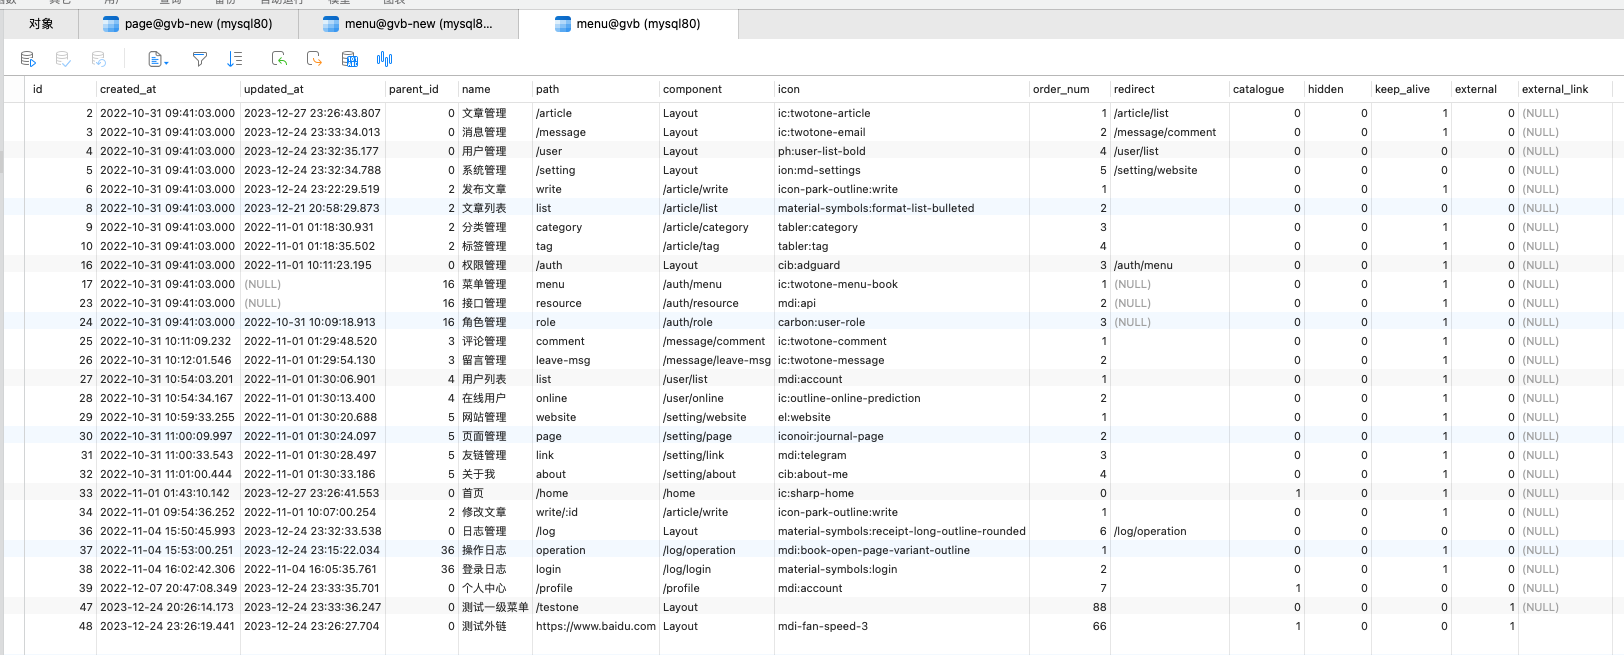 对象 page@gvb-new (mysql80) menu@gvb-new (mysql8... menu@gvb (mysql80)
id created_at updated_at parent_id name path component icon order_num redirect catalogue hidden keep_alive external external_link
2 2022-10-31 09:41:03.000 2023-12-27 23:26:43.807 0 文章管理 /article Layout ic:twotone-article 1 /article/list 0 0 1 0 (NULL)
3 2022-10-31 09:41:03.000 2023-12-24 23:33:34.013 0 消息管理 /message Layout ic:twotone-email 2 /message/comment 0 0 1 0 (NULL)
4 2022-10-31 09:41:03.000 2023-12-24 23:32:35.177 0 用户管理 /user Layout ph:user-list-bold 4 /user/list 0 0 0 0 (NULL)
5 2022-10-31 09:41:03.000 2023-12-24 23:32:34.788 0 系统管理 /setting Layout ion:md-settings 5 /setting/website 0 0 0 0 (NULL)
6 2022-10-31 09:41:03.000 2023-12-24 23:22:29.519 2 发布文章 write /article/write icon-park-outline:write 1 0 0 1 0 (NULL)
8 2022-10-31 09:41:03.000 2023-12-21 20:58:29.873 2 文章列表 list /article/list material-symbols:format-list-bulleted 2 0 0 0 0 (NULL)
9 2022-10-31 09:41:03.000 2022-11-01 01:18:30.931 2 分类管理 category /article/category tabler:category 3 0 0 1 0 (NULL)
10 2022-10-31 09:41:03.000 2022-11-01 01:18:35.502 2 标签管理 tag /article/tag tabler:tag 4 0 0 1 0 (NULL)
16 2022-10-31 09:41:03.000 2022-11-01 10:11:23.195 0 权限管理 /auth Layout cib:adguard 3 /auth/menu 0 0 1 0 (NULL)
17 2022-10-31 09:41:03.000 (NULL) 16 菜单管理 menu /auth/menu ic:twotone-menu-book 1 (NULL) 0 0 1 0 (NULL)
23 2022-10-31 09:41:03.000 (NULL) 16 接口管理 resource /auth/resource mdi:api 2 (NULL) 0 0 1 0 (NULL)
24 2022-10-31 09:41:03.000 2022-10-31 10:09:18.913 16 角色管理 role /auth/role carbon:user-role 3 (NULL) 0 0 1 0 (NULL)
25 2022-10-31 10:11:09.232 2022-11-01 01:29:48.520 3 评论管理 comment /message/comment ic:twotone-comment 1 0 0 1 0 (NULL)
26 2022-10-31 10:12:01.546 2022-11-01 01:29:54.130 3 留言管理 leave-msg /message/leave-msg ic:twotone-message 2 0 0 1 0 (NULL)
27 2022-10-31 10:54:03.201 2022-11-01 01:30:06.901 4 用户列表 list /user/list mdi:account 1 0 0 1 0 (NULL)
28 2022-10-31 10:54:34.167 2022-11-01 01:30:13.400 4 在线用户 online /user/online ic:outline-online-prediction 2 0 0 1 0 (NULL)
29 2022-10-31 10:59:33.255 2022-11-01 01:30:20.688 5 网站管理 website /setting/website el:website 1 0 0 1 0 (NULL)
30 2022-10-31 11:00:09.997 2022-11-01 01:30:24.097 5 页面管理 page /setting/page iconoir:journal-page 2 0 0 1 0 (NULL)
31 2022-10-31 11:00:33.543 2022-11-01 01:30:28.497 5 友链管理 link /setting/link mdi:telegram 3 0 0 1 0 (NULL)
32 2022-10-31 11:01:00.444 2022-11-01 01:30:33.186 5 关于我 about /setting/about cib:about-me 4 0 0 1 0 (NULL)
33 2022-11-01 01:43:10.142 2023-12-27 23:26:41.553 0 首页 /home /home ic:sharp-home 0 1 0 1 0 (NULL)
34 2022-11-01 09:54:36.252 2022-11-01 10:07:00.254 2 修改文章 write/:id /article/write icon-park-outline:write 1 0 1 1 0 (NULL)
36 2022-11-04 15:50:45.993 2023-12-24 23:32:33.538 0 日志管理 /log Layout material-symbols:receipt-long-outline-rounded 6 /log/operation 0 0 0 0 (NULL)
37 2022-11-04 15:53:00.251 2023-12-24 23:15:22.034 36 操作日志 operation /log/operation mdi:book-open-page-variant-outline 1 0 0 1 0 (NULL)
38 2022-11-04 16:02:42.306 2022-11-04 16:05:35.761 36 登录日志 login /log/login material-symbols:login 2 0 0 1 0 (NULL)
39 2022-12-07 20:47:08.349 2023-12-24 23:33:35.701 0 个人中心 /profile /profile mdi:account 7 1 0 0 0 (NULL)
47 2023-12-24 20:26:14.173 2023-12-24 23:33:36.247 0 测试一级菜单 /testone Layout 88 0 0 0 1 (NULL)
48 2023-12-24 23:26:19.441 2023-12-24 23:26:27.704 0 测试外链 https://www.baidu.com Layout mdi-fan-speed-3 66 1 0 0 1